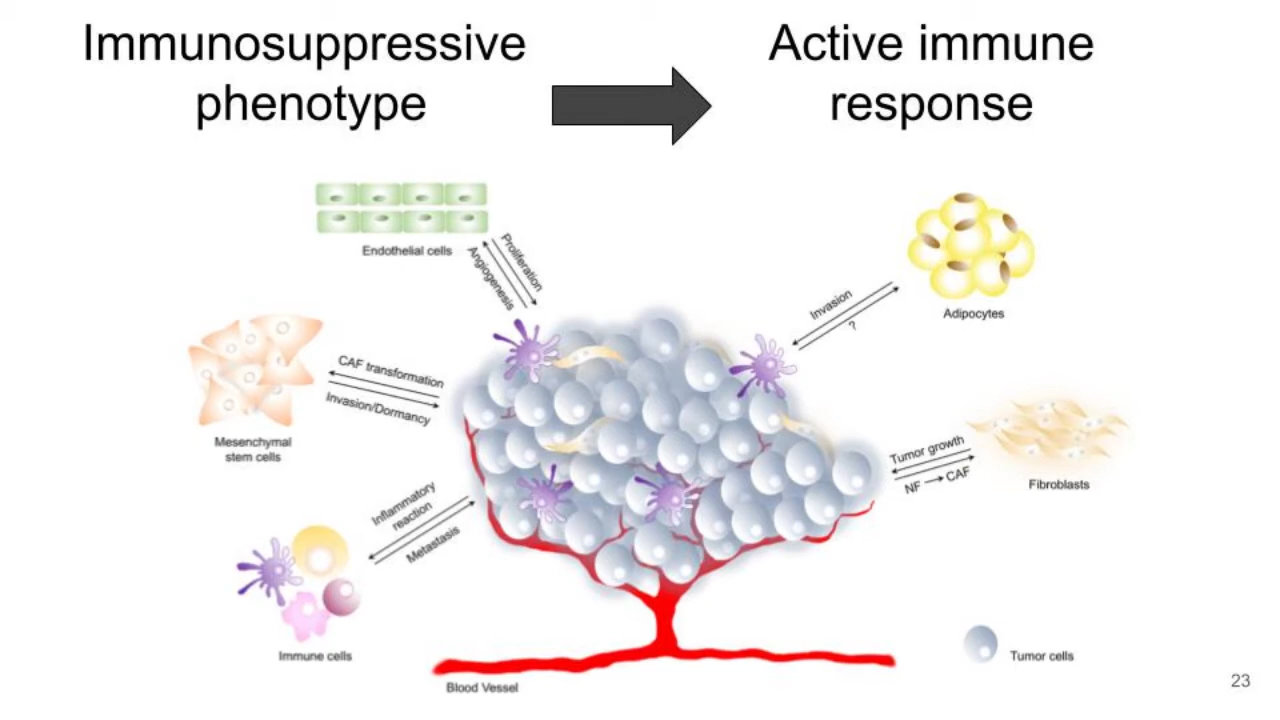 Immunosuppressive
phenotype
Active immune
response
Endothelial cells
Proliferation
Angiogenesis
Invasion
?
Adipocytes
CAF transformation
Invasion/Dormancy
Mesenchymal
stem cells
Tumor growth
NF → CAF
Fibroblasts
Inflammatory
reaction
Metastasis
Immune cells
Tumor cells
Blood Vessel
23